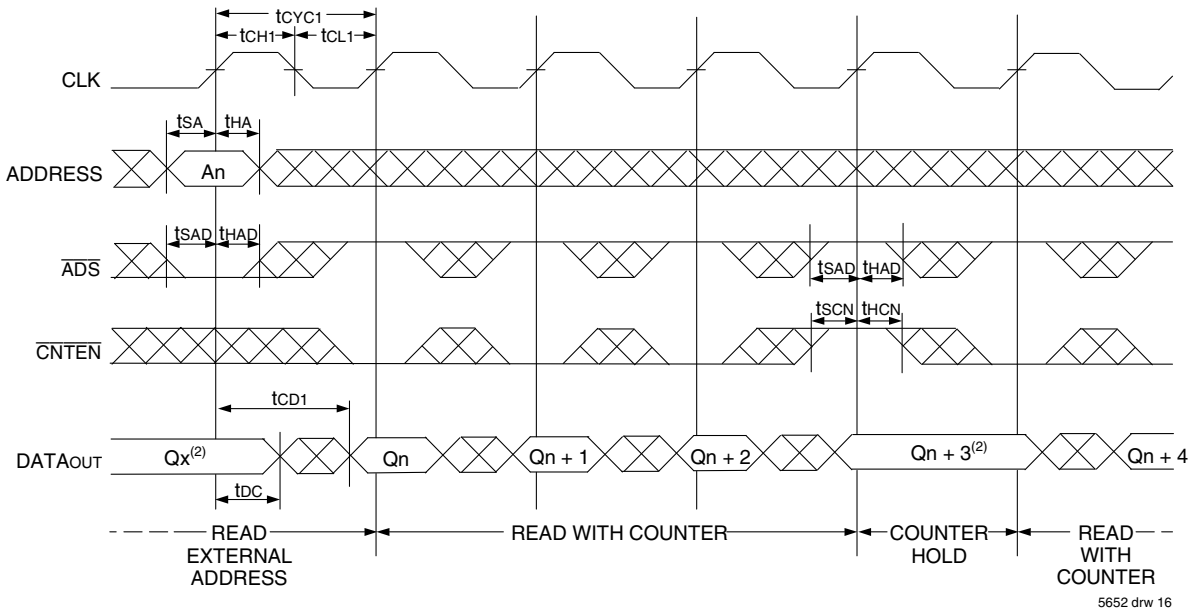 tCYC1
tCH1 tCL1
CLK
tSA tHA
ADDRESS An
tSAD tHAD
ADS
tSAD tHAD
tSCN tHCN
CNTEN
tCD1
DATAOUT Qx(2) Qn Qn + 1 Qn + 2 Qn + 3(2) Qn + 4
tDC
READ EXTERNAL ADDRESS
READ WITH COUNTER
COUNTER HOLD
READ WITH COUNTER
5652 drw 16